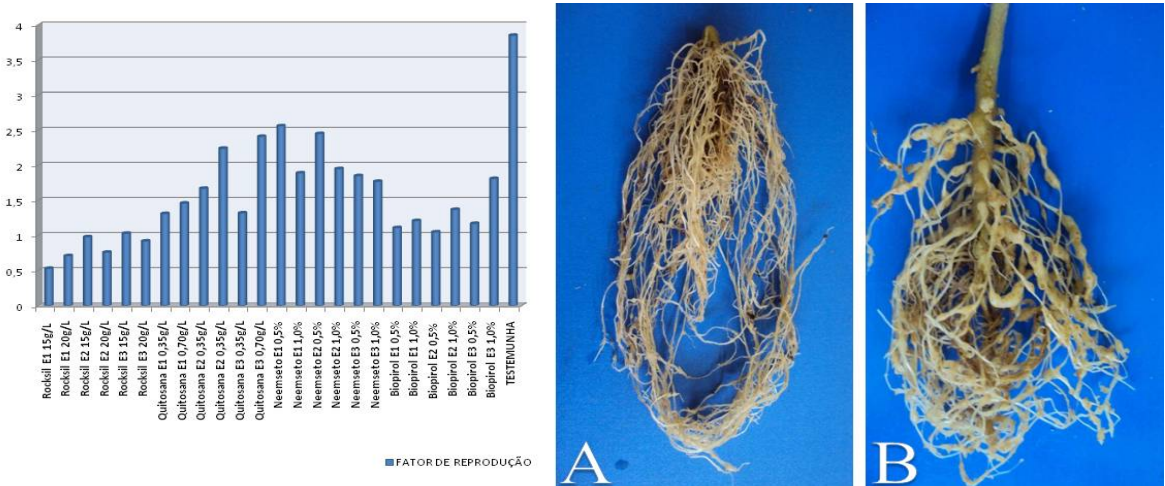 4
3,5
3
2,5
2
1,5
1
0,5
0
Rocksil E1 15g/L
Rocksil E1 20g/L
Rocksil E2 15g/L
Rocksil E2 20g/L
Rocksil E3 15g/L
Rocksil E3 20g/L
Quitosana E1 0,35g/L
Quitosana E1 0,70g/L
Quitosana E2 0,35g/L
Quitosana E2 0,35g/L
Quitosana E3 0,35g/L
Quitosana E3 0,70g/L
Neemseto E1 0,5%
Neemseto E1 1,0%
Neemseto E2 0,5%
Neemseto E2 1,0%
Neemseto E3 0,5%
Neemseto E3 1,0%
Biopirol E1 0,5%
Biopirol E1 1,0%
Biopirol E2 0,5%
Biopirol E2 1,0%
Biopirol E3 0,5%
Biopirol E3 1,0%
TESTEMUNHA
FATOR DE REPRODUÇÃO
A
B